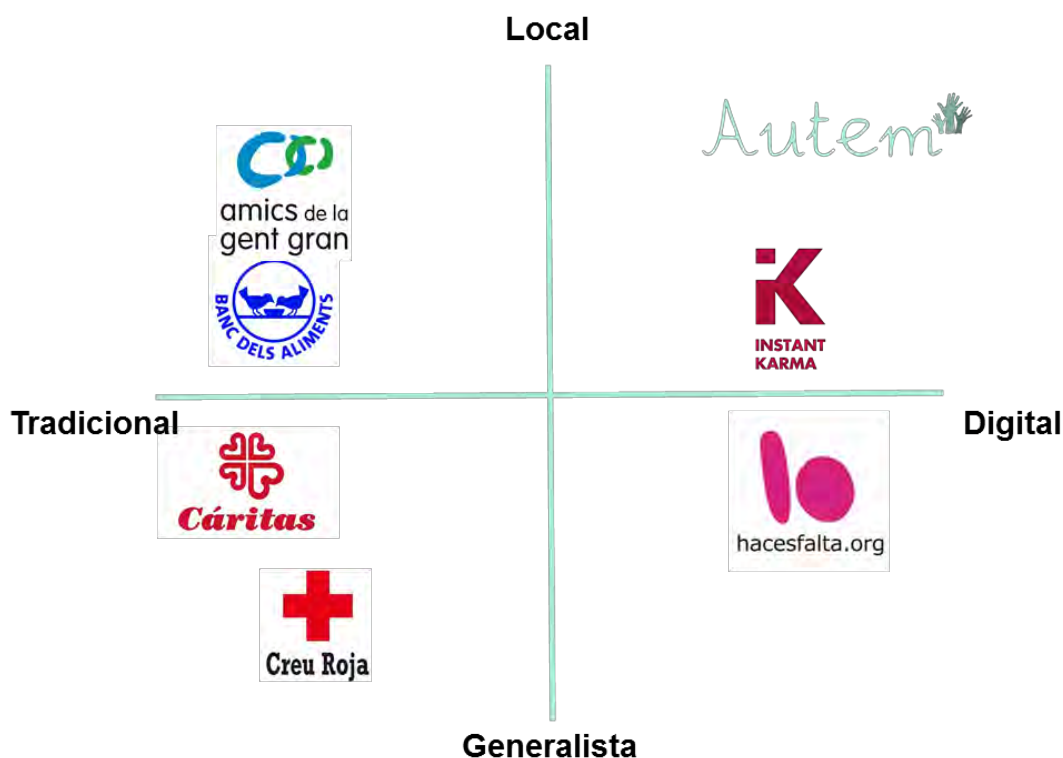 Local
Autem
amics de la
gent gran
BANC DELS ALIMENTS
iK
INSTANT
KARMA
Tradicional
Digital
Cáritas
hacesfalta.org
Creu Roja
Generalista